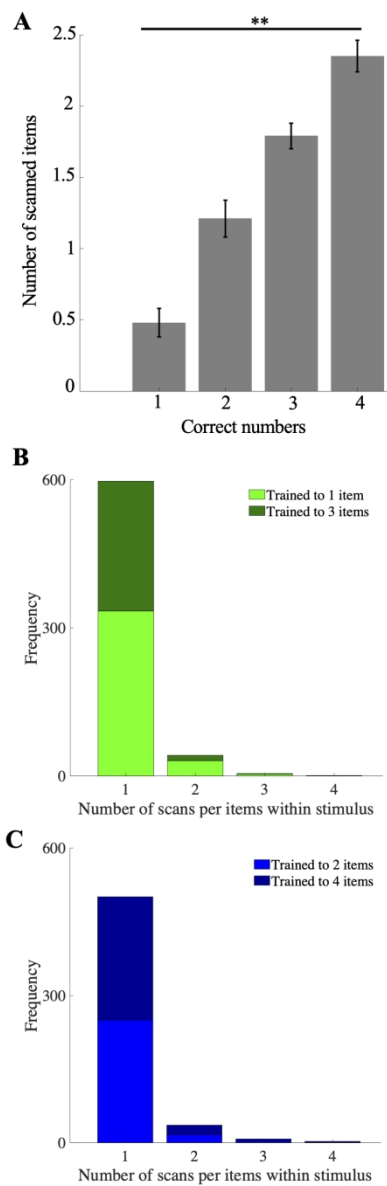 A
**
2.5
2
1.5
1
0.5
0
Number of scanned items
1 2 3 4
Correct numbers
B
600
300
0
Frequency
Trained to 1 item
Trained to 3 items
1 2 3 4
Number of scans per items within stimulus
C
600
300
0
Frequency
Trained to 2 items
Trained to 4 items
1 2 3 4
Number of scans per items within stimulus